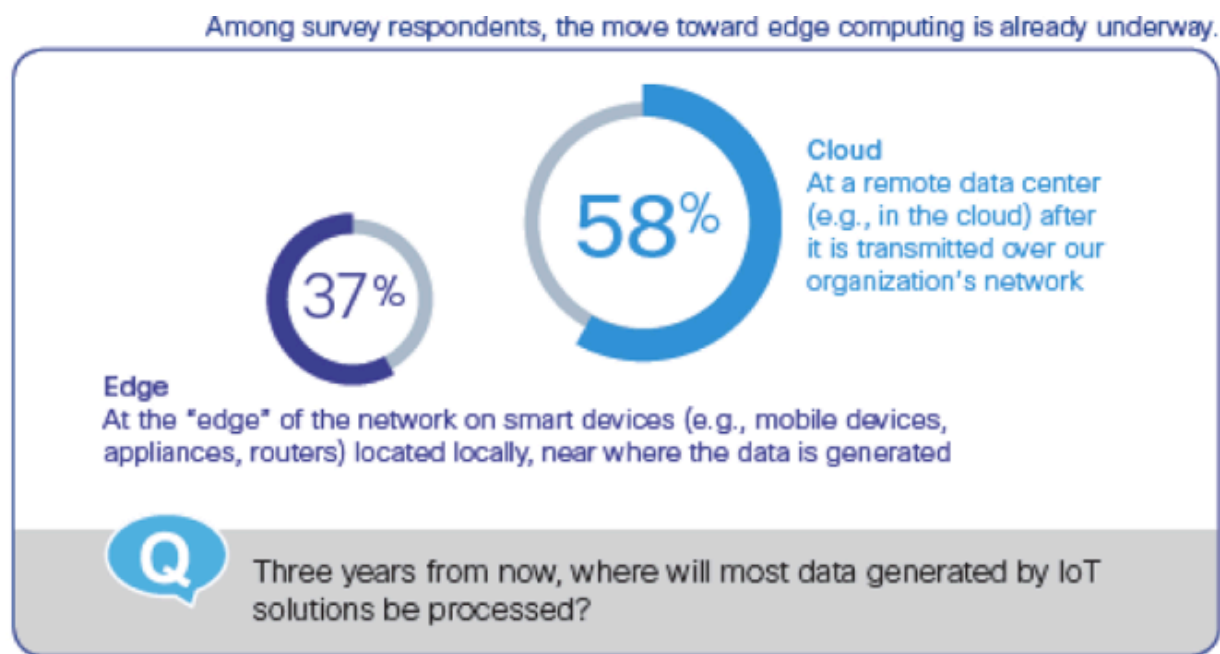 Among survey respondents, the move toward edge computing is already underway.
58%
Cloud
At a remote data center
(e.g., in the cloud) after
it is transmitted over our
organization's network
37%
Edge
At the "edge" of the network on smart devices (e.g., mobile devices,
appliances, routers) located locally, near where the data is generated
Q
Three years from now, where will most data generated by IoT
solutions be processed?